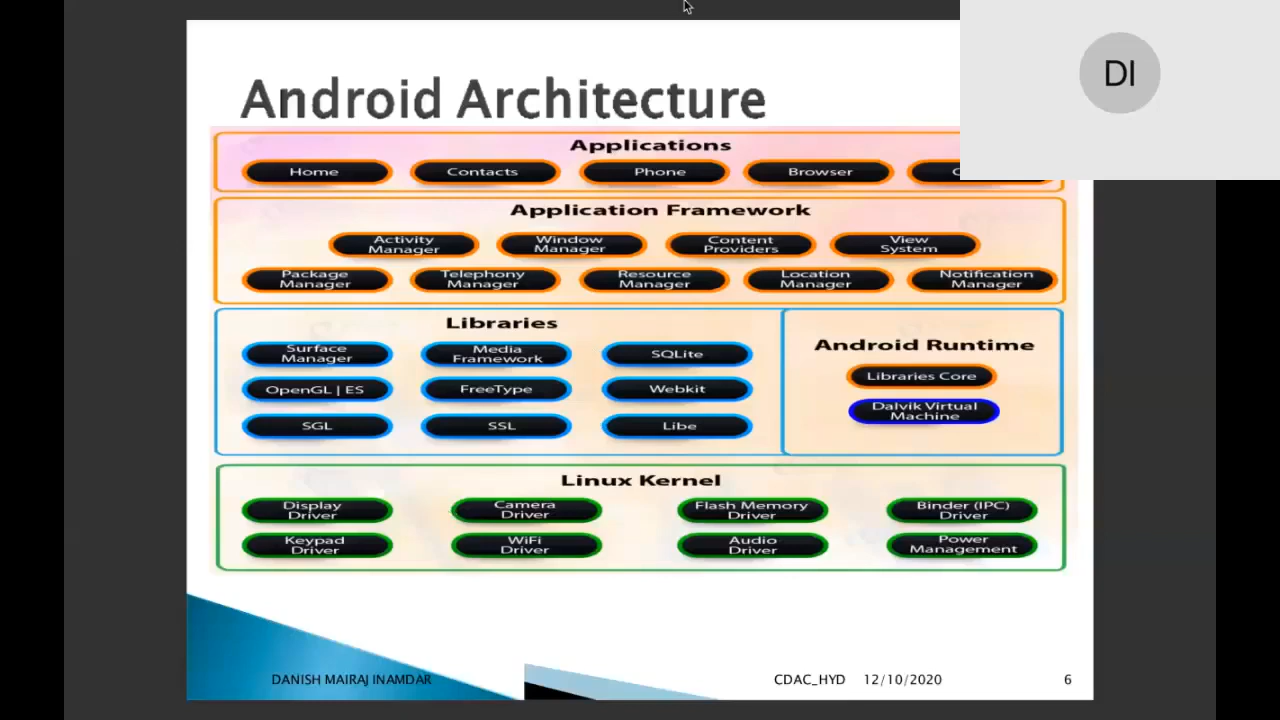 DI
Android Architecture
Applications
Home
Contacts
Phone
Browser
Application Framework
Activity
Manager
Window
Manager
Content
Providers
View
System
Package
Manager
Telephony
Manager
Resource
Manager
Location
Manager
Notification
Manager
Libraries
Surface
Manager
Media
Framework
SQLite
OpenGL | ES
FreeType
Webkit
SGL
SSL
Libe
Android Runtime
Libraries Core
Dalvik Virtual
Machine
Linux Kernel
Display
Driver
Camera
Driver
Flash Memory
Driver
Binder (IPC)
Driver
Keypad
Driver
WiFi
Driver
Audio
Driver
Power
Management
DANISH MAIRAJ INAMDAR
CDAC_HYD 12/10/2020
6